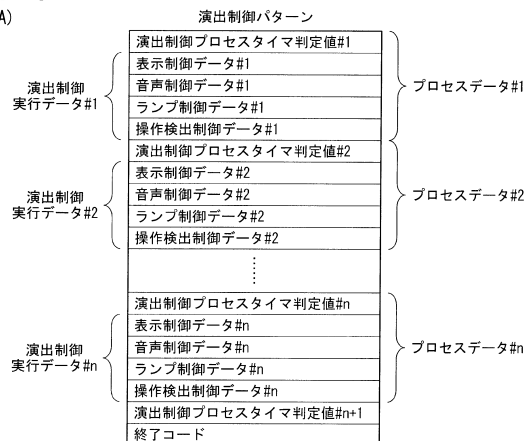 A)
演出制御パターン
演出制御プロセスタイマ判定値#1
表示制御データ#1
音声制御データ#1
ランプ制御データ#1
操作検出制御データ#1
演出制御
実行データ#1
プロセスデータ#1
演出制御プロセスタイマ判定値#2
表示制御データ#2
音声制御データ#2
ランプ制御データ#2
操作検出制御データ#2
演出制御
実行データ#2
プロセスデータ#2
演出制御プロセスタイマ判定値#n
表示制御データ#n
音声制御データ#n
ランプ制御データ#n
操作検出制御データ#n
演出制御
実行データ#n
プロセスデータ#n
演出制御プロセスタイマ判定値#n+1
終了コード